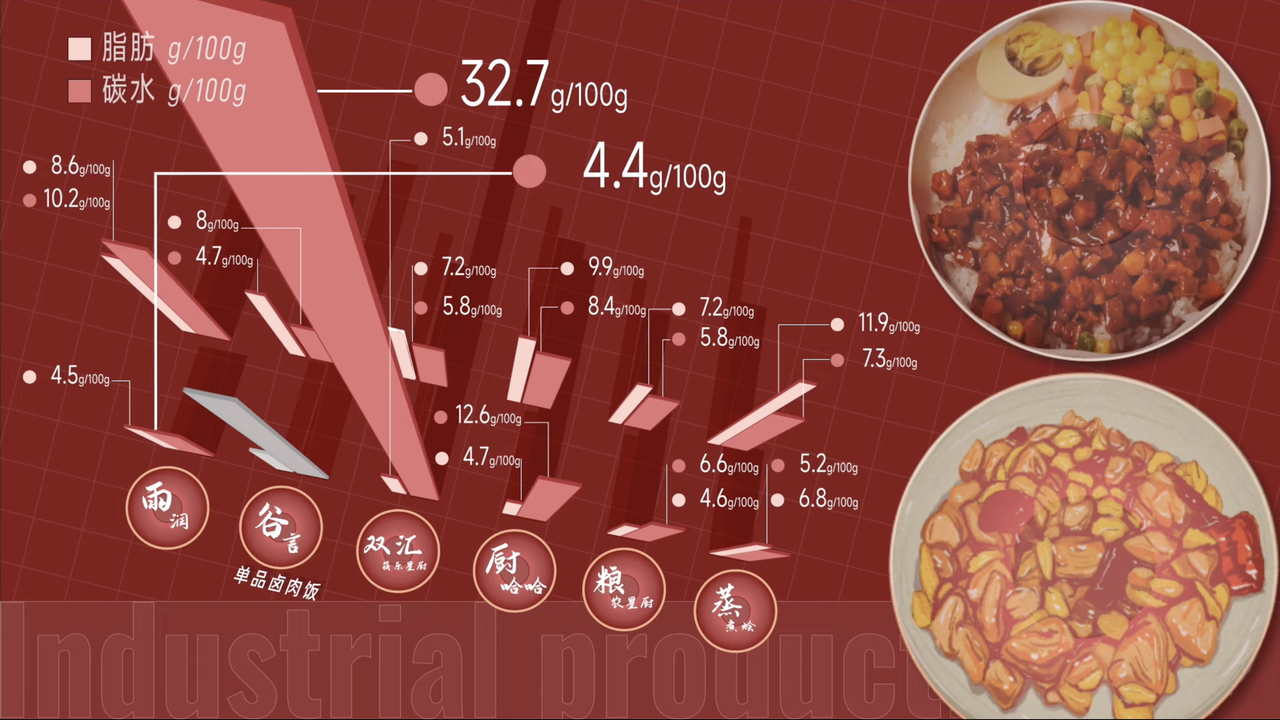 脂肪 g/100g
碳水 g/100g
32.7g/100g
5.1g/100g
4.4g/100g
8.6g/100g
10.2g/100g
8g/100g
4.7g/100g
7.2g/100g
5.8g/100g
9.9g/100g
8.4g/100g
7.2g/100g
5.8g/100g
11.9g/100g
7.3g/100g
4.5g/100g
12.6g/100g
4.7g/100g
6.6g/100g
4.6g/100g
5.2g/100g
6.8g/100g
雨润
谷言
单品卤肉饭
双汇
筷乐星厨
厨
哈哈
粮
农星厨
蒸
煮烩
Industrial product